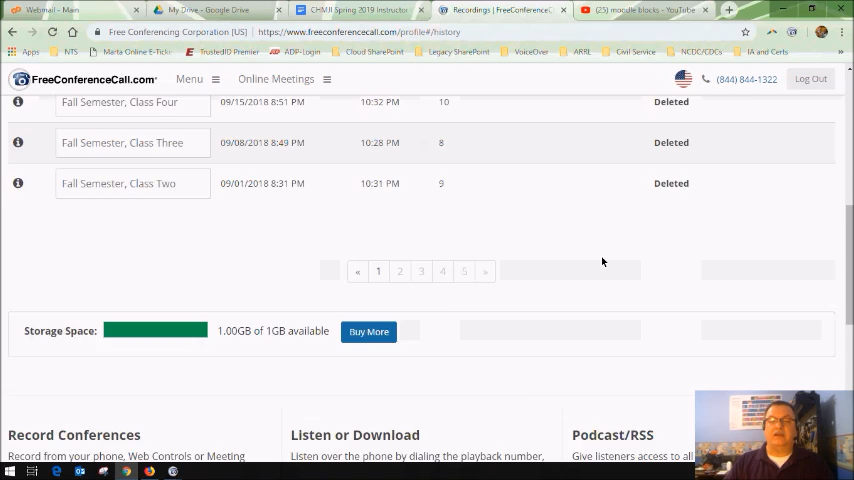 Webmail – Main
My Drive – Google Drive
CHMJI Spring 2019 Instructor
Recordings | FreeConferenceC
(25) moodle blocks – YouTube
Free Conferencing Corporation [US]
https://www.freeconferencecall.com/profile#/history
Apps
NTS
Marta Online E-Tick
TrustedID Premier
ADP-Login
Cloud SharePoint
VoiceOver
ARRL
Civil Service
NCDC/CDCs
IA and Certs
FreeConferenceCall.com
Menu
Online Meetings
(844) 844-1322
Log Out
Fall Semester, Class Four 09/15/2018 8:51 PM 10:32 PM 10 Deleted
Fall Semester, Class Three 09/08/2018 8:49 PM 10:28 PM 8 Deleted
Fall Semester, Class Two 09/01/2018 8:31 PM 10:31 PM 9 Deleted
« 1 2 3 4 5 »
Storage Space: 1.00GB of 1GB available Buy More
Record Conferences
Record from your phone, Web Controls or Meeting
Listen or Download
Listen over the phone by dialing the playback number,
Podcast/RSS
Give listeners access to all